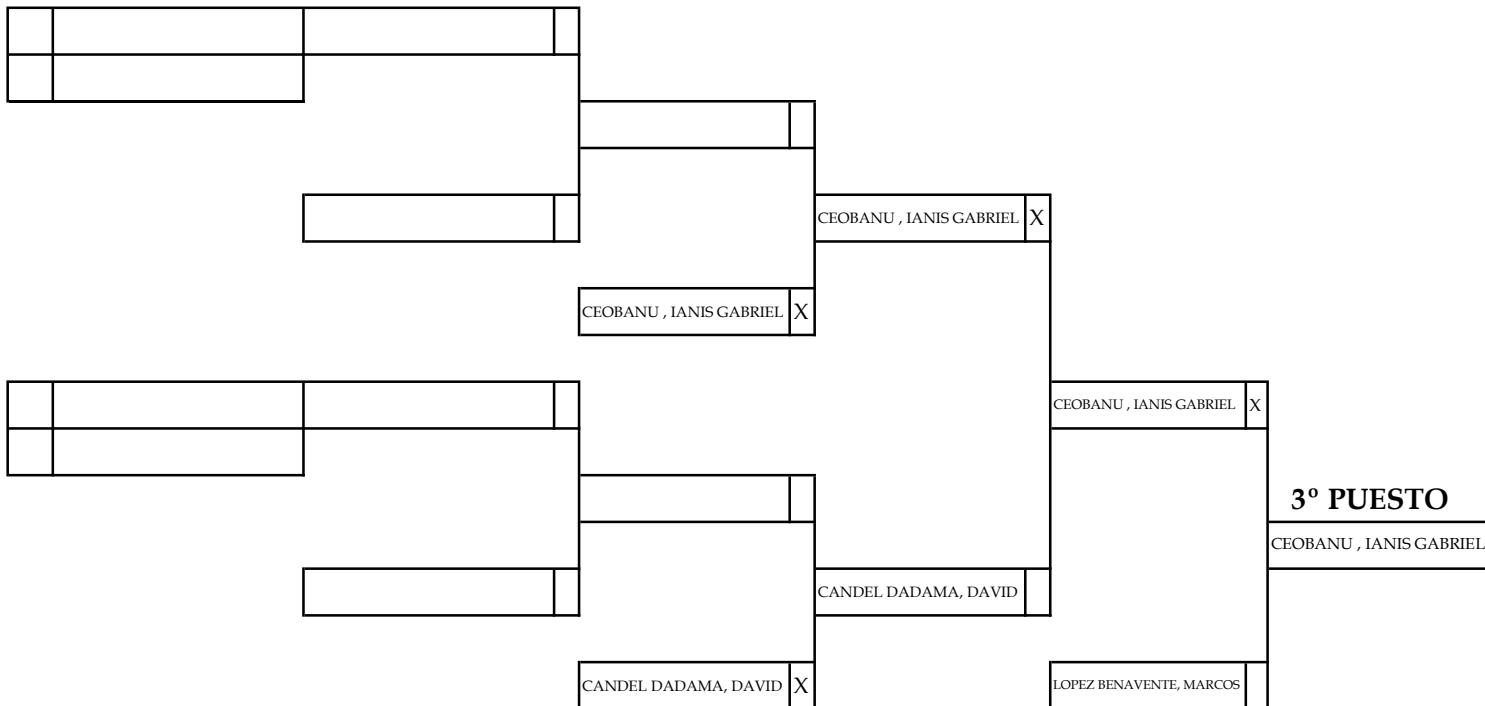 CEOBANU , IANIS GABRIEL X
CEOBANU , IANIS GABRIEL X
CEOBANU , IANIS GABRIEL X
3º PUESTO
CEOBANU , IANIS GABRIEL
CANDEL DADAMA, DAVID
CANDEL DADAMA, DAVID X
LOPEZ BENAVENTE, MARCOS